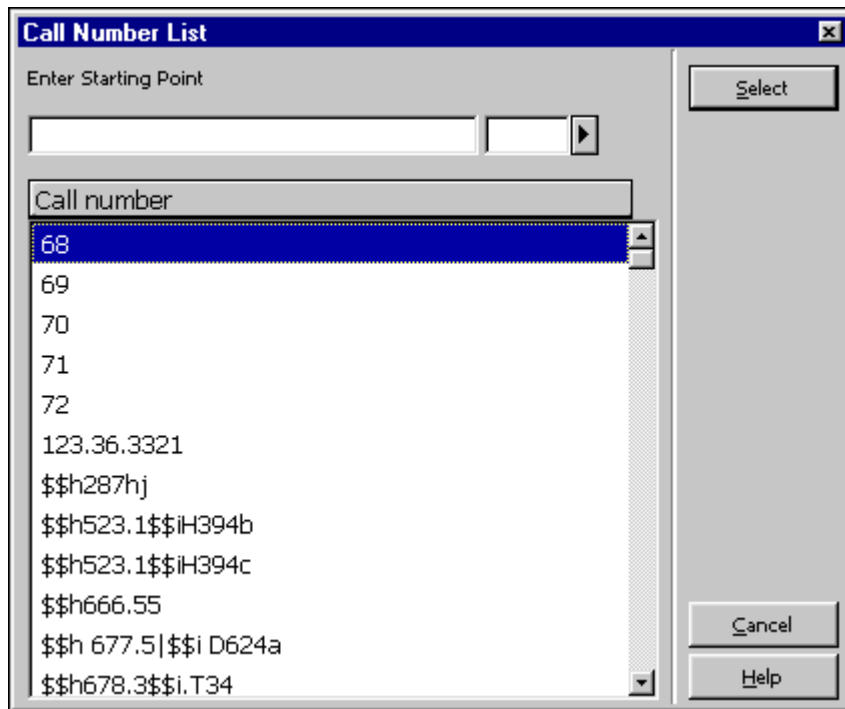 Call Number List
Enter Starting Point
Select
Call number
68
69
70
71
72
123.36.3321
$$h287hj
$$h523.1$$iH394b
$$h523.1$$iH394c
$$h666.55
$$h 677.5|$$i D624a
$$h678.3$$i.T34
Cancel
Help